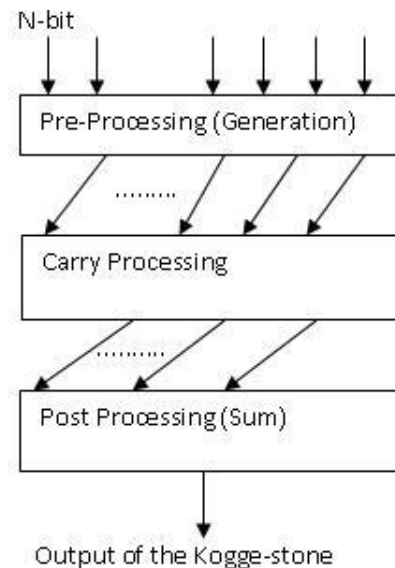 N-bit
Pre-Processing (Generation)
..........
Carry Processing
..........
Post Processing (Sum)
Output of the Kogge-stone